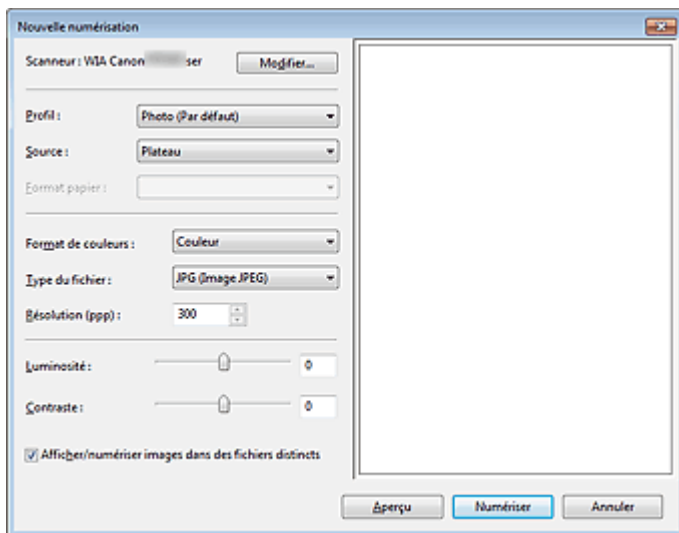 Nouvelle numérisation
Scanneur : WIA Canon ser Modifier...
Profil : Photo (Par défaut)
Source : Plateau
Format papier :
Format de couleurs : Couleur
Type du fichier : JPG (Image JPEG)
Résolution (ppp) : 300
Luminosité : 0
Contraste : 0
Afficher/numériser images dans des fichiers distincts
Aperçu Numériser Annuler